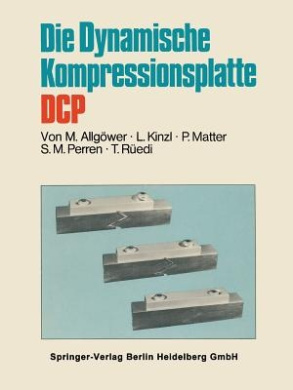 Die Dynamische
Kompressionsplatte
DCP
Von M. Allgöwer · L. Kinzl · P. Matter
S. M. Perren · T. Rüedi
Springer-Verlag Berlin Heidelberg GmbH